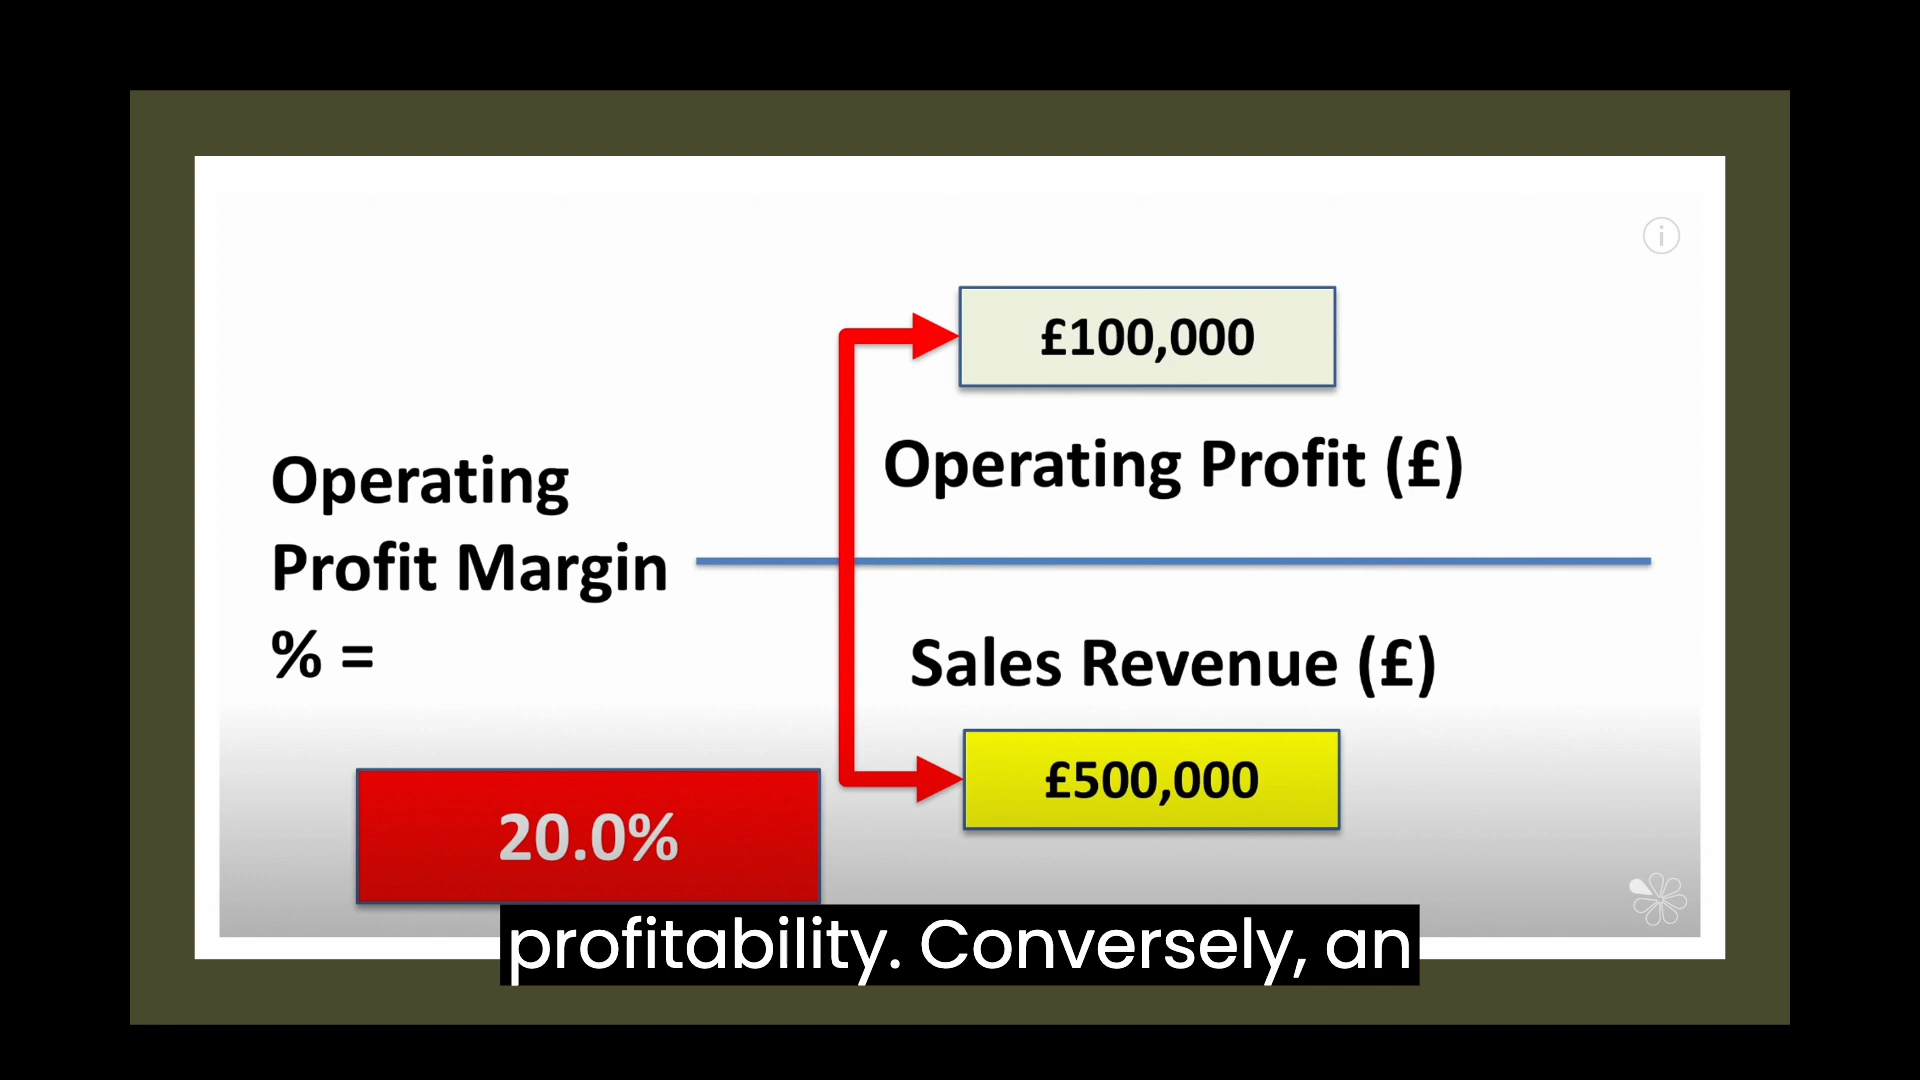 £100,000
Operating
Profit Margin
% =
Operating Profit (£)
Sales Revenue (£)
£500,000
20.0%
profitability. Conversely, an